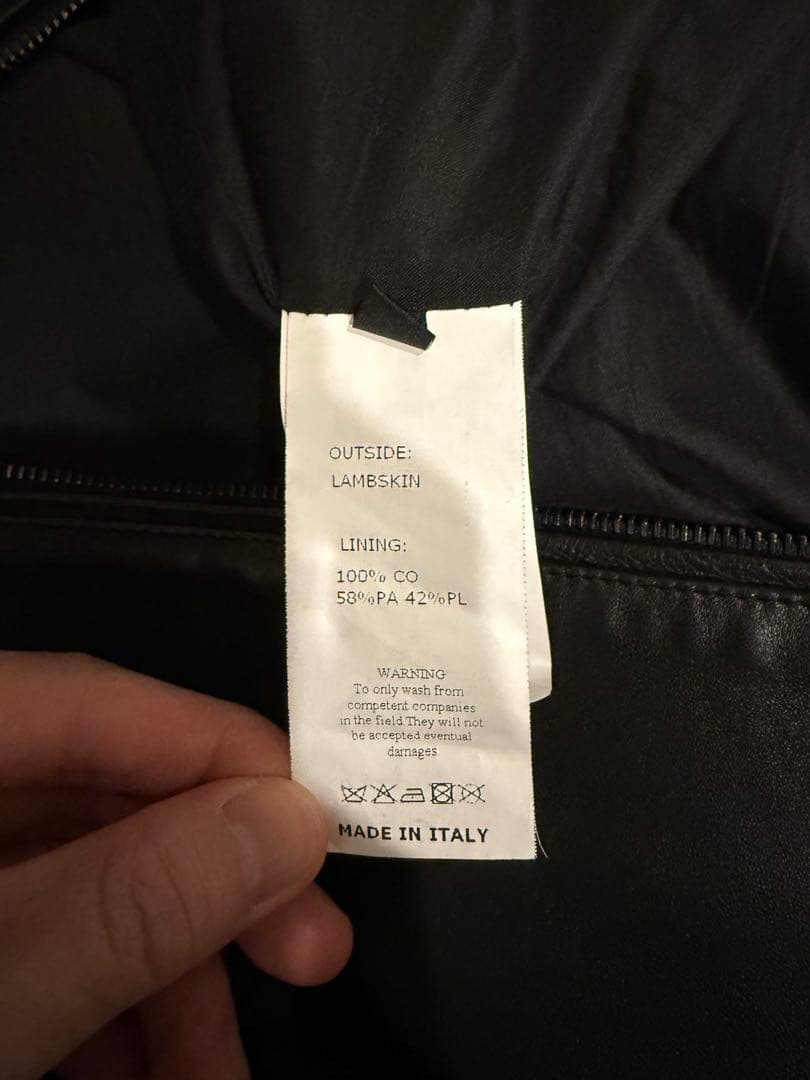 OUTSIDE:
LAMBSKIN
LINING:
100% CO
58%PA 42%PL
WARNING
To only wash from
competent companies
in the field They will not
be accepted eventual
damages
MADE IN ITALY